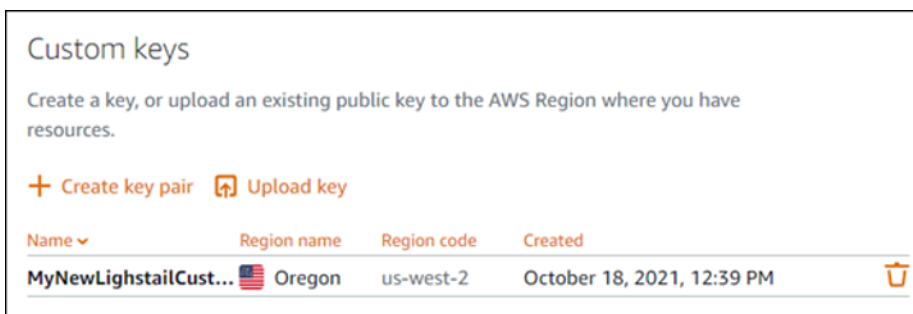 Custom keys
Create a key, or upload an existing public key to the AWS Region where you have
resources.
Create key pair Upload key
Name Region name Region code Created
MyNewLighstailCust... Oregon us-west-2 October 18, 2021, 12:39 PM